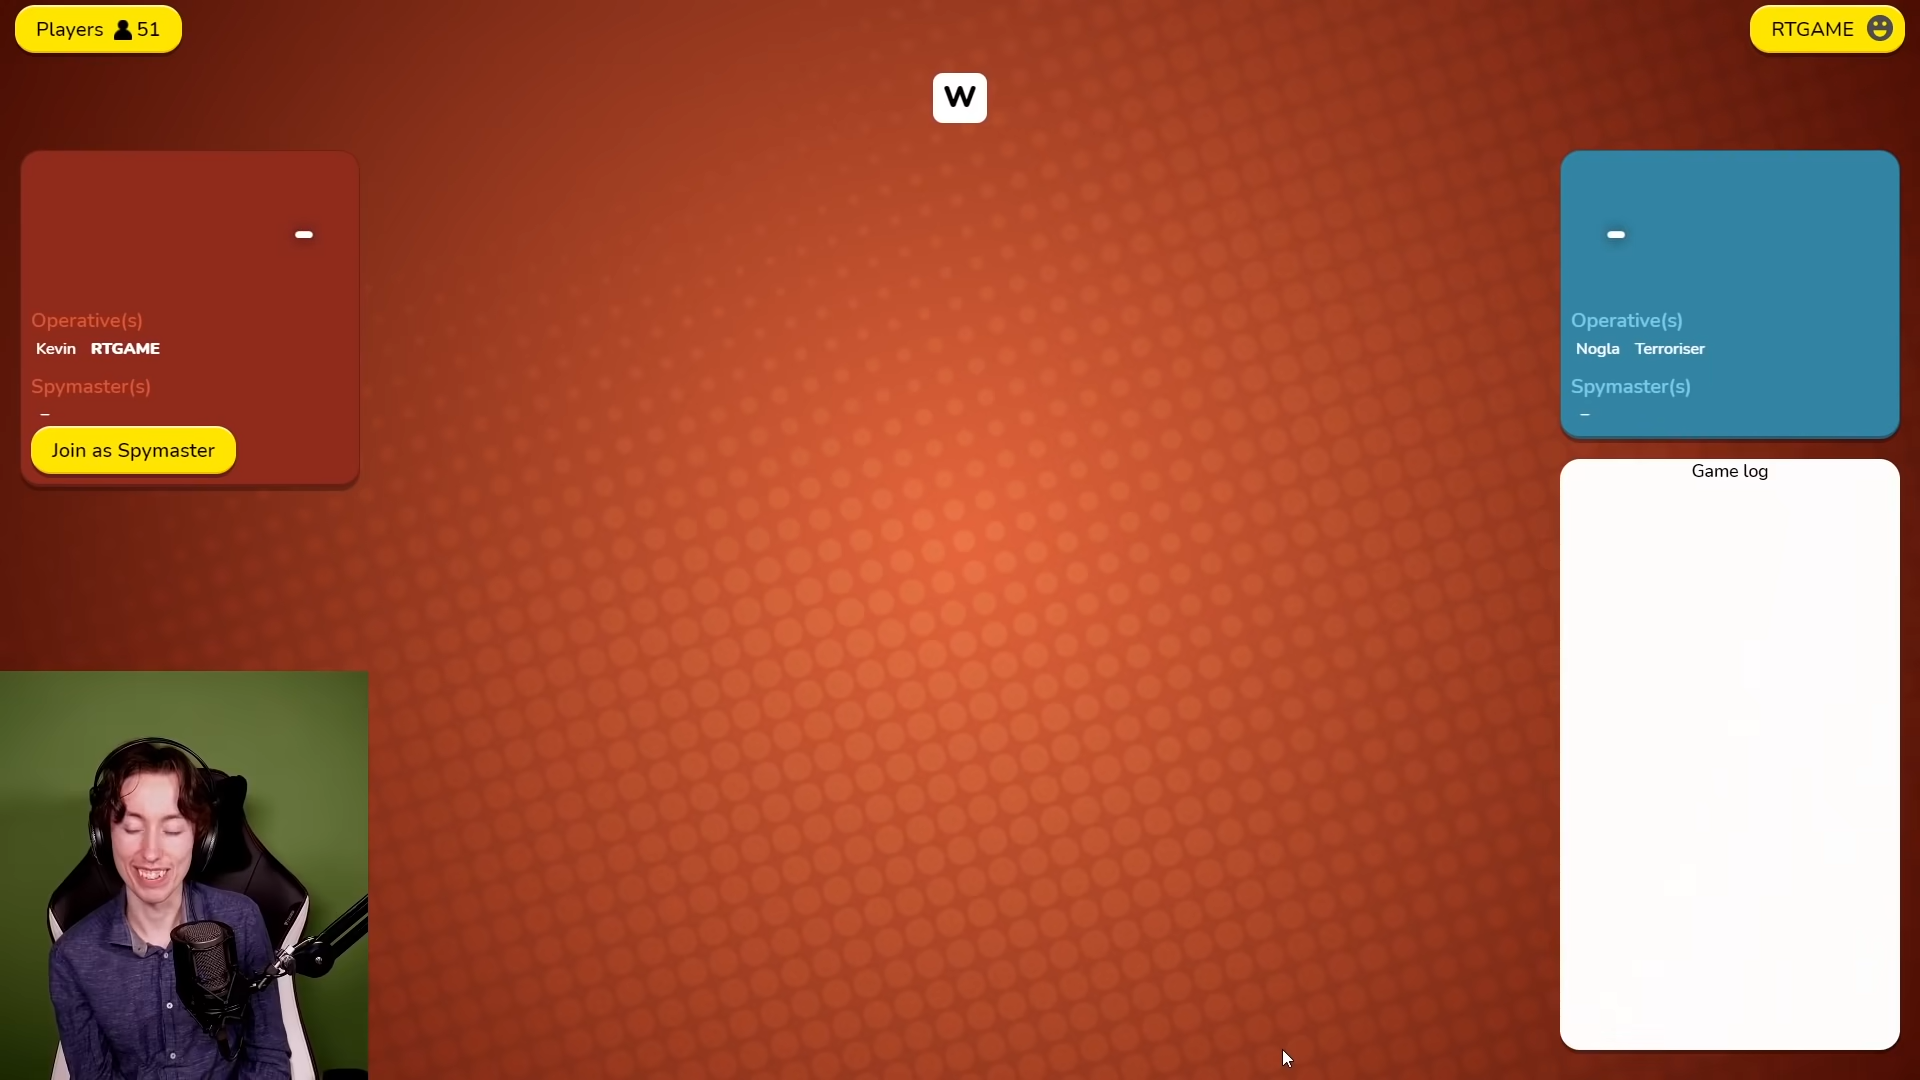 Players 51
RTGAME
W
-
Operative(s)
Kevin RTGAME
Spymaster(s)
–
Join as Spymaster
-
Operative(s)
Nogla Terroriser
Spymaster(s)
–
Game log